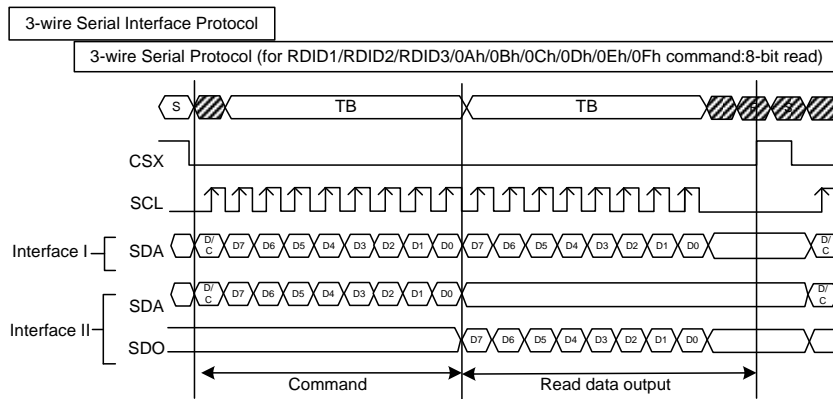 3-wire Serial Interface Protocol
3-wire Serial Protocol (for RDID1/RDID2/RDID3/0Ah/0Bh/0Ch/0Dh/0Eh/0Fh command:8-bit read)
S TB TB P S
CSX
SCL
Interface I SDA D/C D7 D6 D5 D4 D3 D2 D1 D0 D7 D6 D5 D4 D3 D2 D1 D0 D/C
SDA D/C D7 D6 D5 D4 D3 D2 D1 D0 D/C
Interface II
SDO D7 D6 D5 D4 D3 D2 D1 D0
Command Read data output